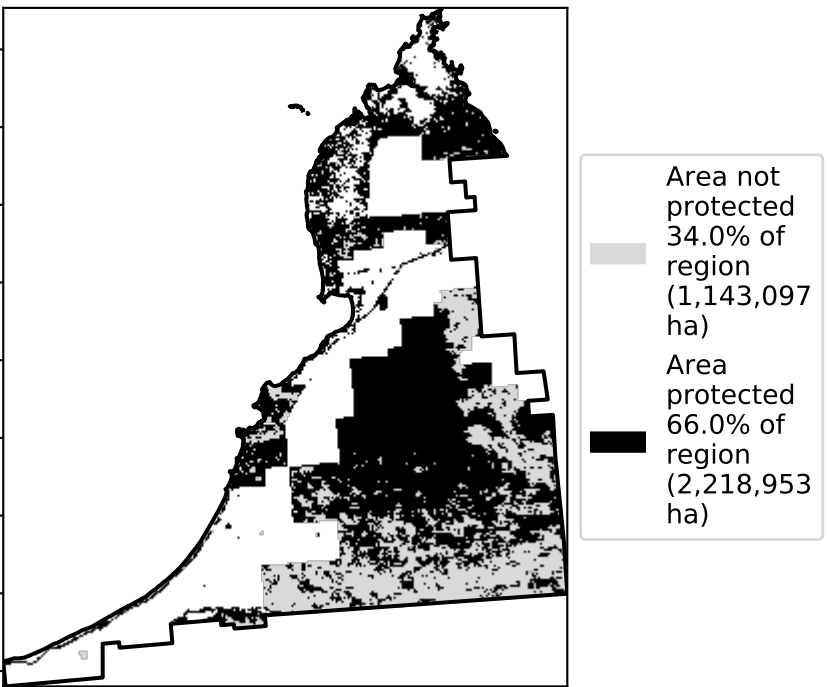 Area not
protected
34.0% of
region
(1,143,097
ha)
Area
protected
66.0% of
region
(2,218,953
ha)